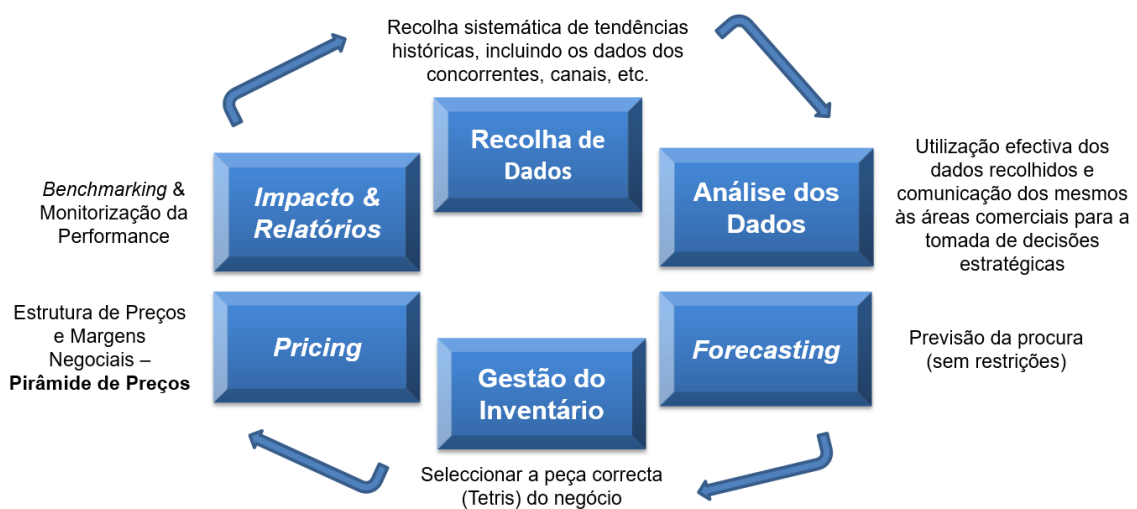 Recolha sistemática de tendências
históricas, incluindo os dados dos
concorrentes, canais, etc.
Recolha de
Dados
Análise dos
Dados
Utilização efectiva dos
dados recolhidos e
comunicação dos mesmos
às áreas comerciais para a
tomada de decisões
estratégicas
Forecasting
Previsão da procura
(sem restrições)
Gestão do
Inventário
Seleccionar a peça correcta
(Tetris) do negócio
Pricing
Estrutura de Preços
e Margens
Negociais –
Pirâmide de Preços
Impacto &
Relatórios
Benchmarking &
Monitorização da
Performance